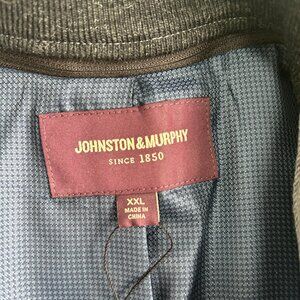 JOHNSTON&MURPHY
SINCE 1850
XXL
MADE IN
CHINA